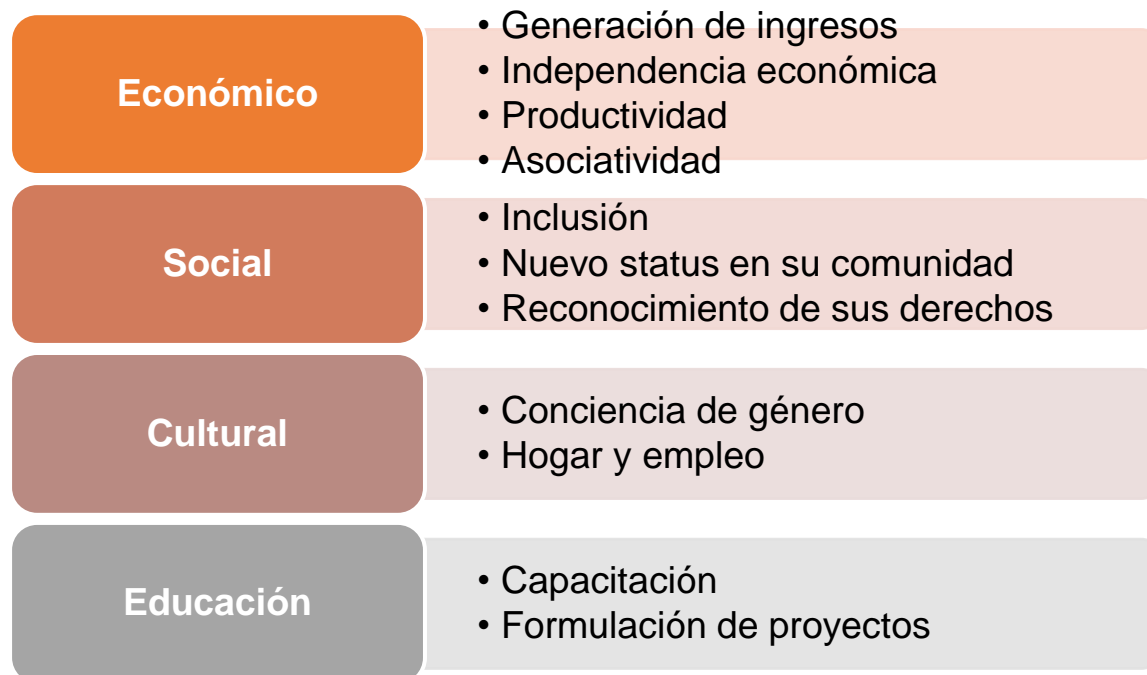 Económico
• Generación de ingresos
• Independencia económica
• Productividad
• Asociatividad
Social
• Inclusión
• Nuevo status en su comunidad
• Reconocimiento de sus derechos
Cultural
• Conciencia de género
• Hogar y empleo
Educación
• Capacitación
• Formulación de proyectos